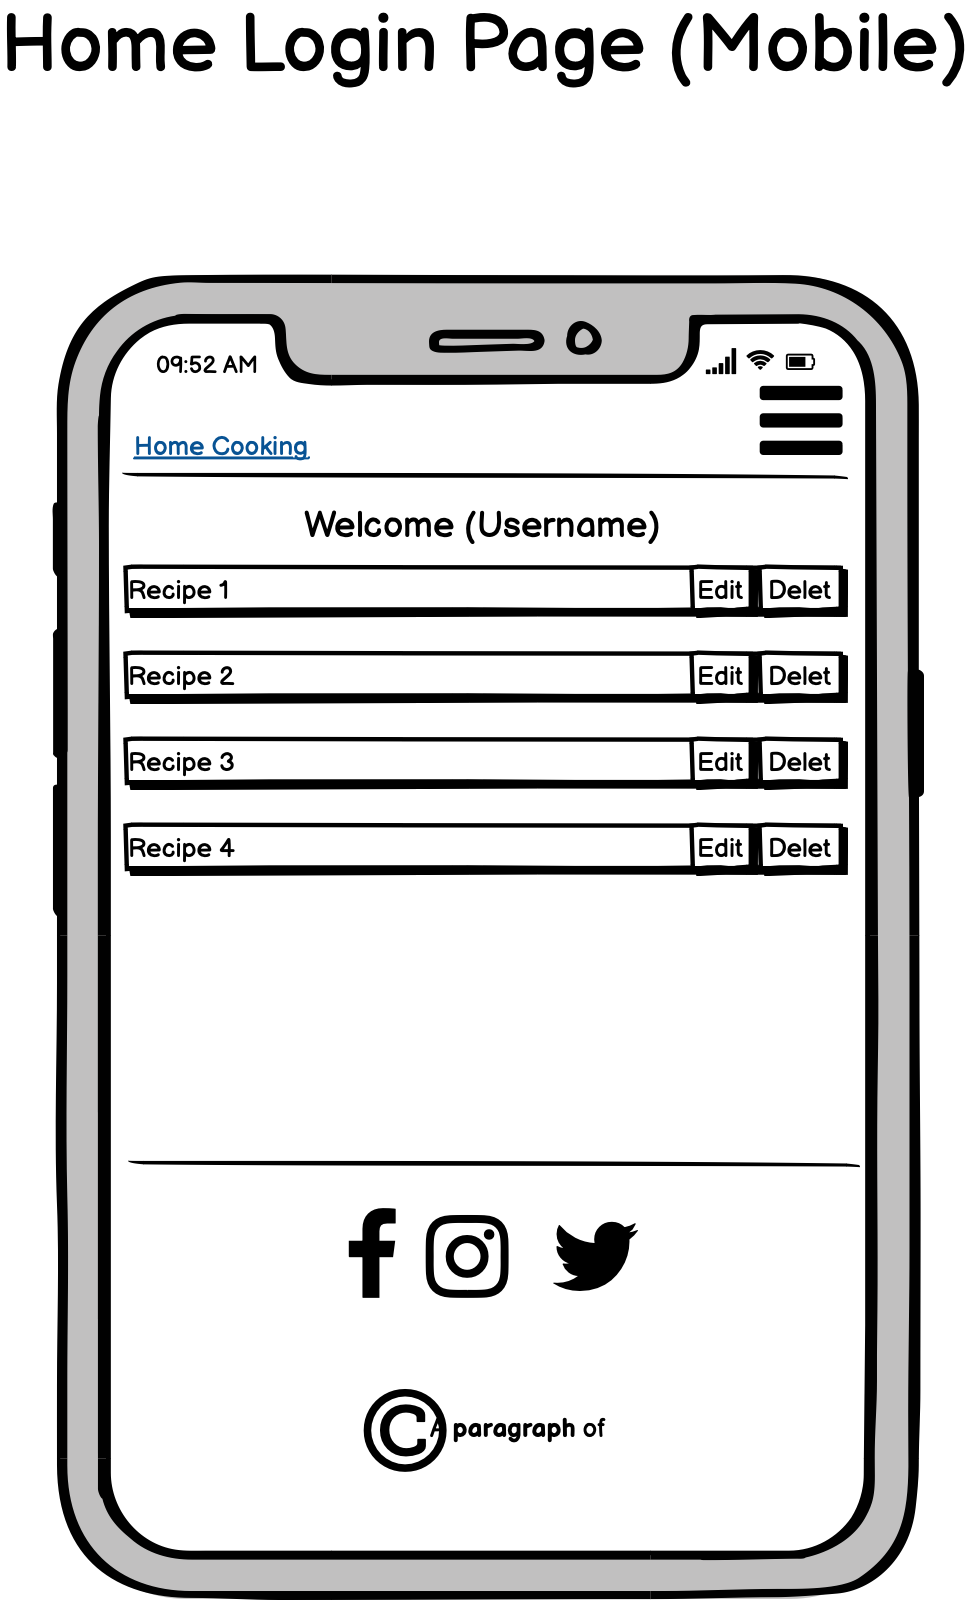 Home Login Page (Mobile)
09:52 AM
Home Cooking
Welcome (Username)
Recipe 1 Edit Delet
Recipe 2 Edit Delet
Recipe 3 Edit Delet
Recipe 4 Edit Delet
© A paragraph of